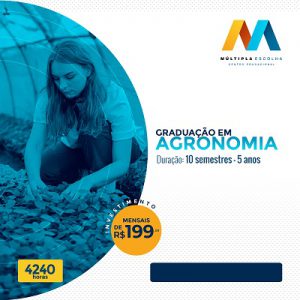 MÚLTIPLA ESCOLHA
CENTRO EDUCACIONAL
GRADUAÇÃO EM
AGRONOMIA
Duração: 10 semestres - 5 anos
INVESTIMENTO
MENSAIS
DE
R$ 199
4240
horas